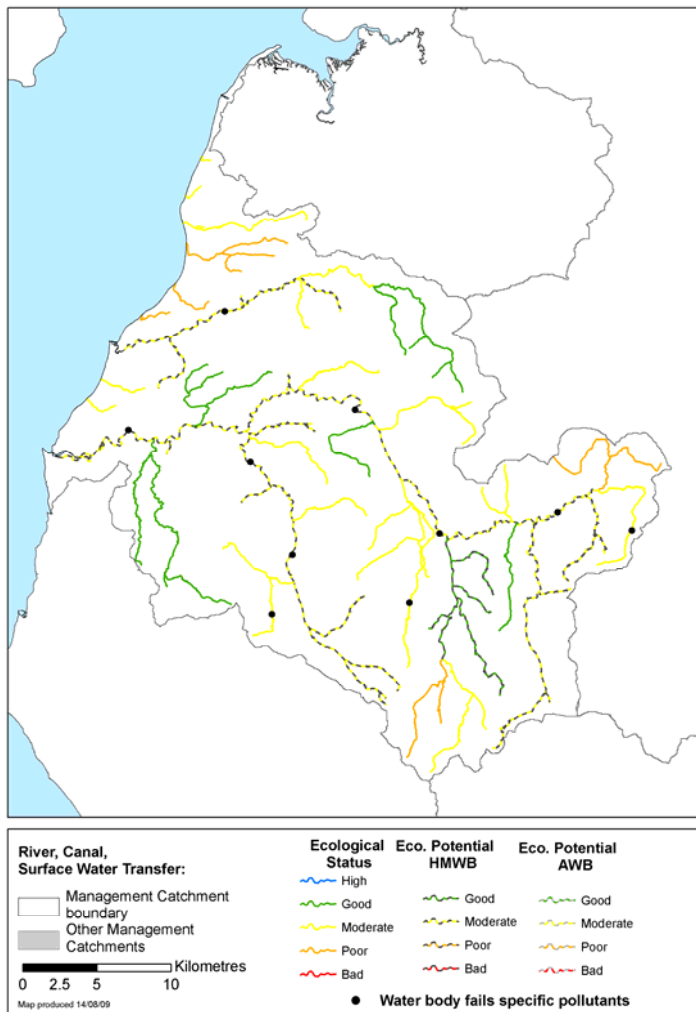 River, Canal,
Surface Water Transfer:
Management Catchment
boundary
Other Management
Catchments
0 2.5 5 10 Kilometres
Map produced 14/08/09
Ecological
Status
High
Good
Moderate
Poor
Bad
Eco. Potential
HMWB
Good
Moderate
Poor
Bad
Eco. Potential
AWB
Good
Moderate
Poor
Bad
Water body fails specific pollutants